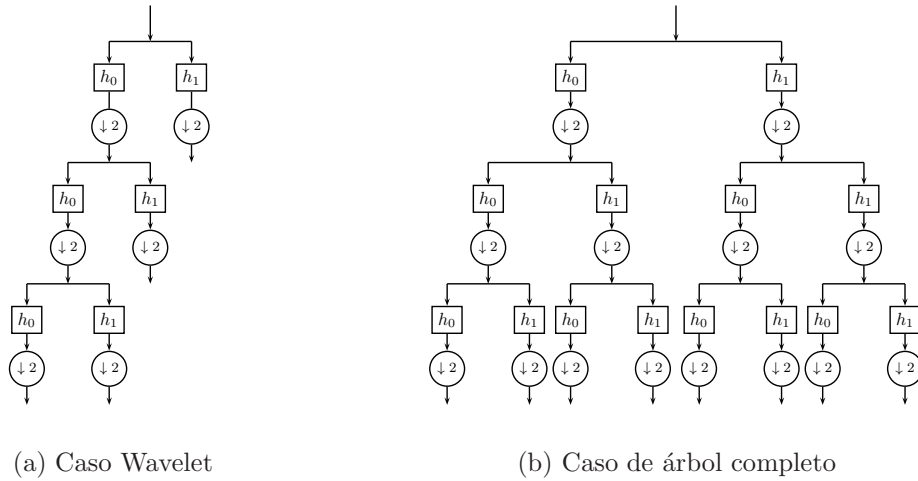 h₀ h₁ h₀ h₁
↓ 2 ↓ 2 ↓ 2 ↓ 2
h₀ h₁ h₀ h₁ h₀ h₁
↓ 2 ↓ 2 ↓ 2 ↓ 2 ↓ 2 ↓ 2
h₀ h₁ h₀ h₁ h₀ h₁ h₀ h₁ h₀ h₁
↓ 2 ↓ 2 ↓ 2 ↓ 2 ↓ 2 ↓ 2 ↓ 2 ↓ 2 ↓ 2 ↓ 2
(a) Caso Wavelet
(b) Caso de árbol completo